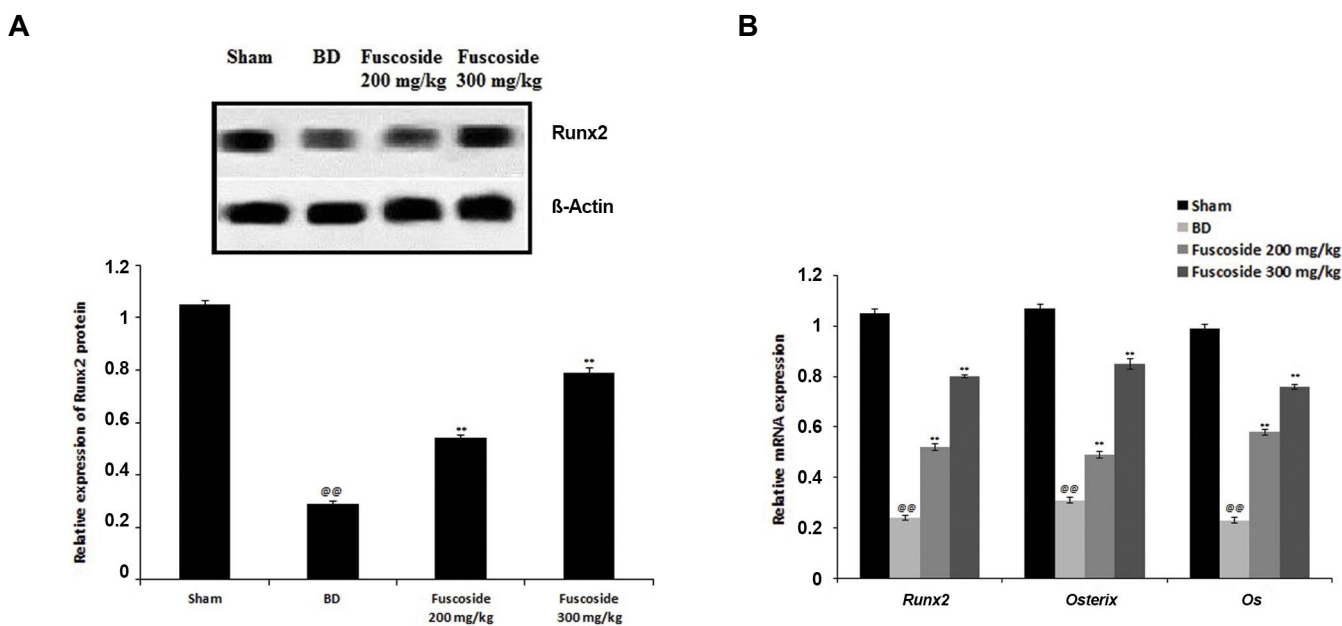 A
Sham BD Fuscoside Fuscoside
200 mg/kg 300 mg/kg
Runx2
ß-Actin
Relative expression of Runx2 protein
1.2
1
0.8
0.6
0.4
0.2
0
@@
**
**
Sham BD Fuscoside Fuscoside
200 mg/kg 300 mg/kg
B
Sham
BD
Fuscoside 200 mg/kg
Fuscoside 300 mg/kg
Relative mRNA expression
1.2
1
0.8
0.6
0.4
0.2
0
@@ ** **
@@ ** **
@@ ** **
Runx2 Osterix Os